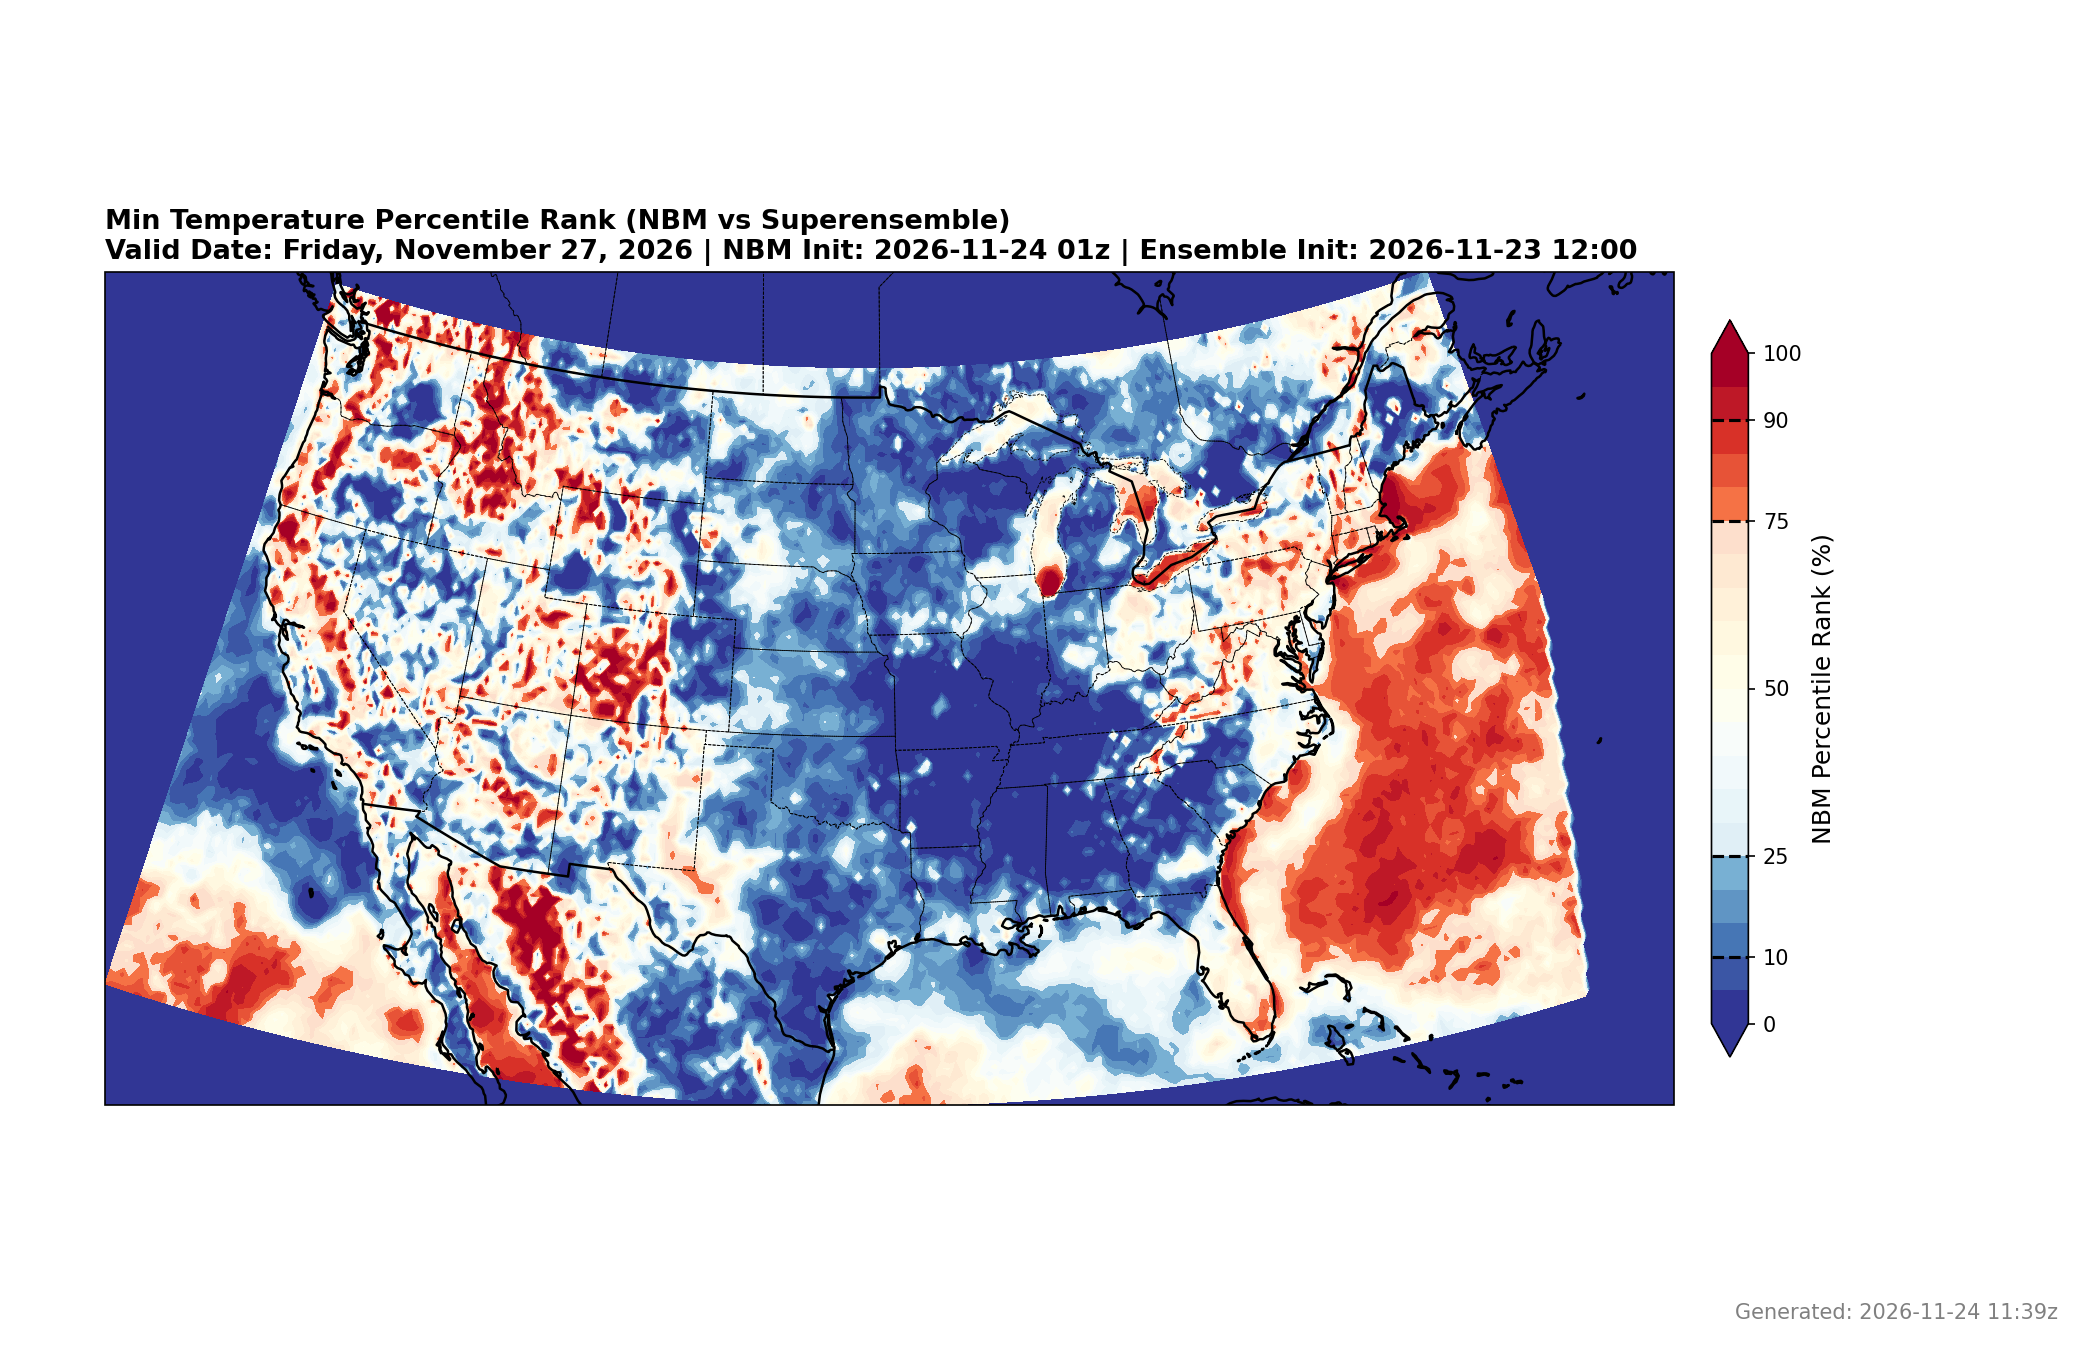 Min Temperature Percentile Rank (NBM vs Superensemble)
Valid Date: Friday, November 27, 2026 | NBM Init: 2026-11-24 01z | Ensemble Init: 2026-11-23 12:00
100
90
75
50
25
10
0
NBM Percentile Rank (%)
Generated: 2026-11-24 11:39z